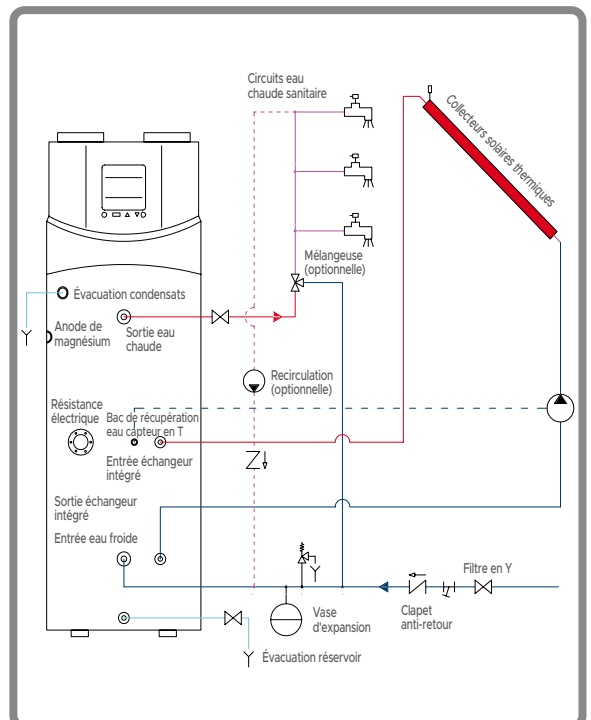 Circuits eau
chaude sanitaire
Collecteurs solaires thermiques
Mélangeuse
(optionnelle)
Évacuation condensats
Anode de
magnésium
Sortie eau
chaude
Recirculation
(optionnelle)
Résistance
électrique
Bac de récupération
eau capteur en T
Entrée échangeur
intégré
Sortie échangeur
intégré
Entrée eau froide
Filtre en Y
Clapet
anti-retour
Vase
d'expansion
Évacuation réservoir